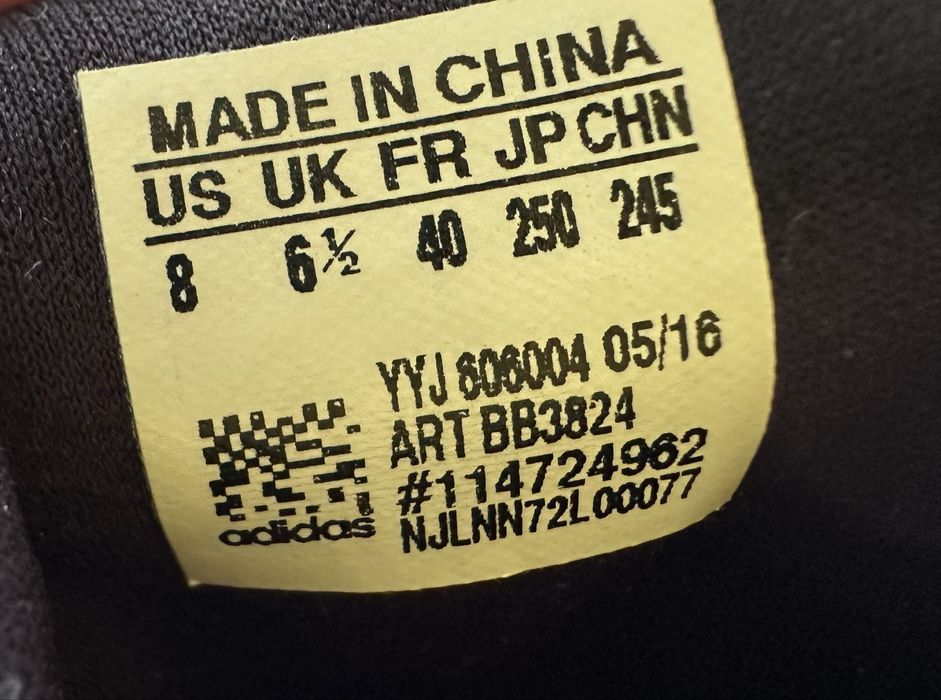 MADE IN CHINA
US UK FR JP CHN
8 6½ 40 250 245
YYJ 606004 05/16
ART BB3824
#114724962
NJLNN72L00077
adidas